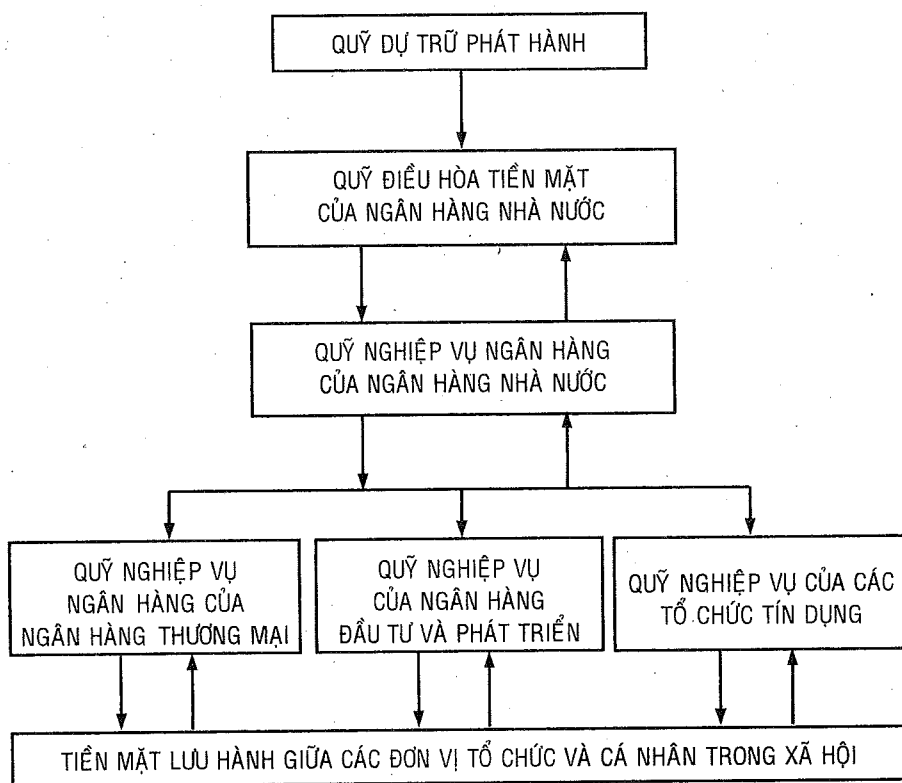 QUỸ DỰ TRỮ PHÁT HÀNH
QUỸ ĐIỀU HÒA TIỀN MẶT
CỦA NGÂN HÀNG NHÀ NƯỚC
QUỸ NGHIỆP VỤ NGÂN HÀNG
CỦA NGÂN HÀNG NHÀ NƯỚC
QUỸ NGHIỆP VỤ
NGÂN HÀNG CỦA
NGÂN HÀNG THƯƠNG MẠI
QUỸ NGHIỆP VỤ
CỦA NGÂN HÀNG
ĐẦU TƯ VÀ PHÁT TRIỂN
QUỸ NGHIỆP VỤ CỦA CÁC
TỔ CHỨC TÍN DỤNG
TIỀN MẶT LƯU HÀNH GIỮA CÁC ĐƠN VỊ TỔ CHỨC VÀ CÁ NHÂN TRONG XÃ HỘI